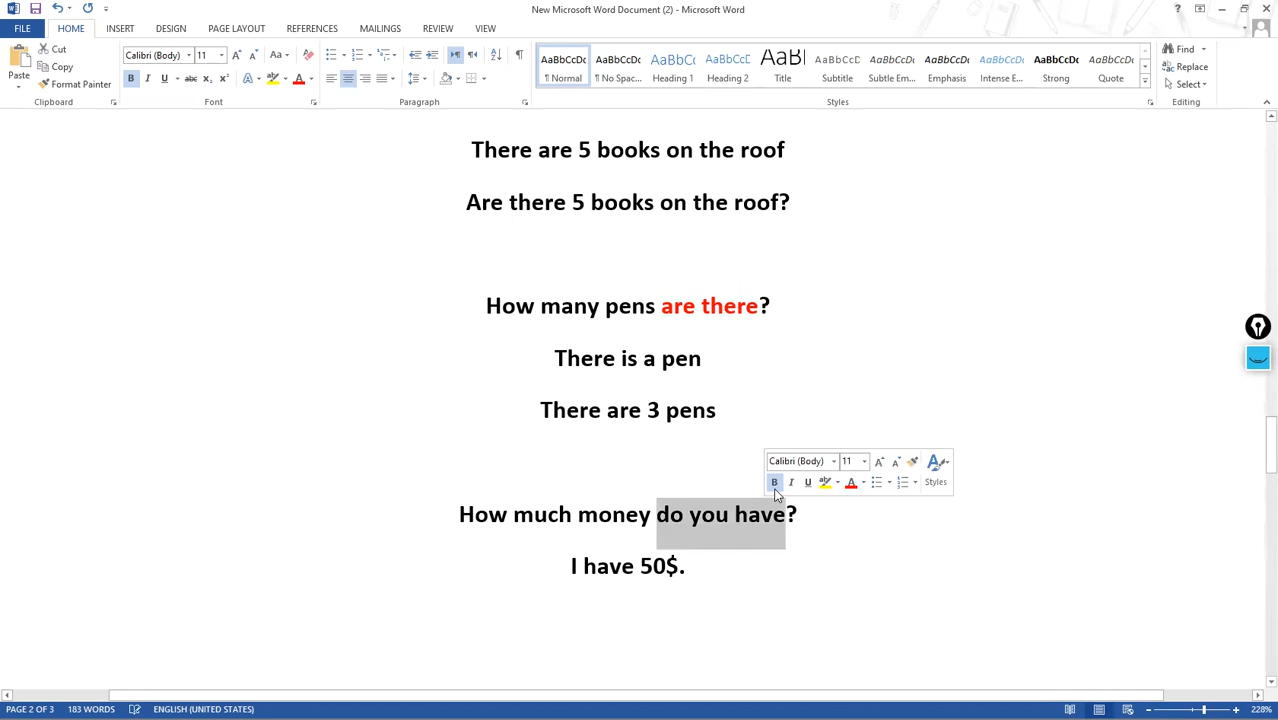 New Microsoft Word Document (2) - Microsoft Word
FILE HOME INSERT DESIGN PAGE LAYOUT REFERENCES MAILINGS REVIEW VIEW
Paste
Cut
Copy
Format Painter
Clipboard
Calibri (Body) 11
Font
Paragraph
AaBbCcDc AaBbCcDc AaBbCc AaBbCc AaBl AaBbCcD AaBbCcDc AaBbCcDc AaBbCcDc AaBbCcDc AaBbCcDc
¶ Normal ¶ No Spac... Heading 1 Heading 2 Title Subtitle Subtle Em... Emphasis Intense E... Strong Quote
Styles
Find
Replace
Select
Editing
There are 5 books on the roof
Are there 5 books on the roof?
How many pens are there?
There is a pen
There are 3 pens
Calibri (Body) 11
B I U Styles
How much money do you have?
I have 50$.
PAGE 2 OF 3 183 WORDS ENGLISH (UNITED STATES) 228%